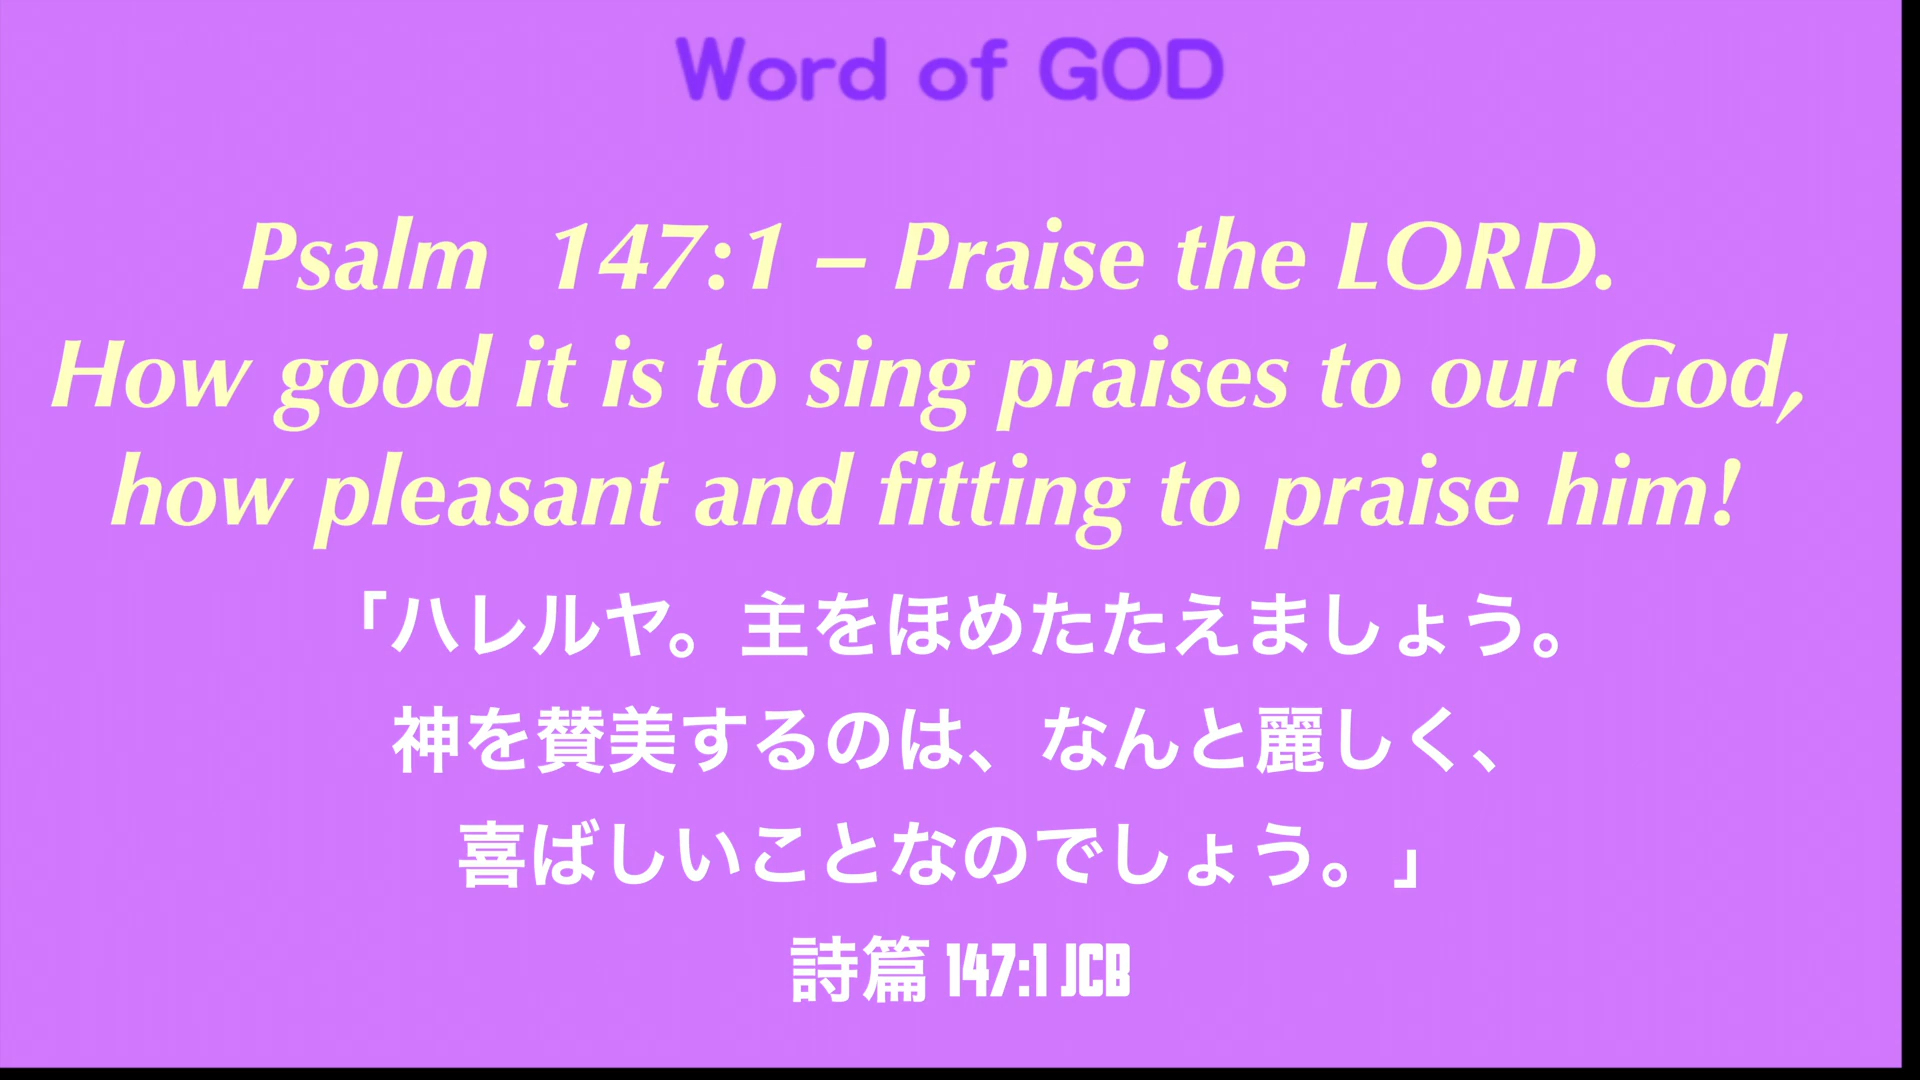 Word of GOD
Psalm  147:1 – Praise the LORD.
How good it is to sing praises to our God,
how pleasant and fitting to praise him!
「ハレルヤ。主をほめたたえましょう。
神を賛美するのは、なんと麗しく、
喜ばしいことなのでしょう。」
詩篇 147:1 JCB